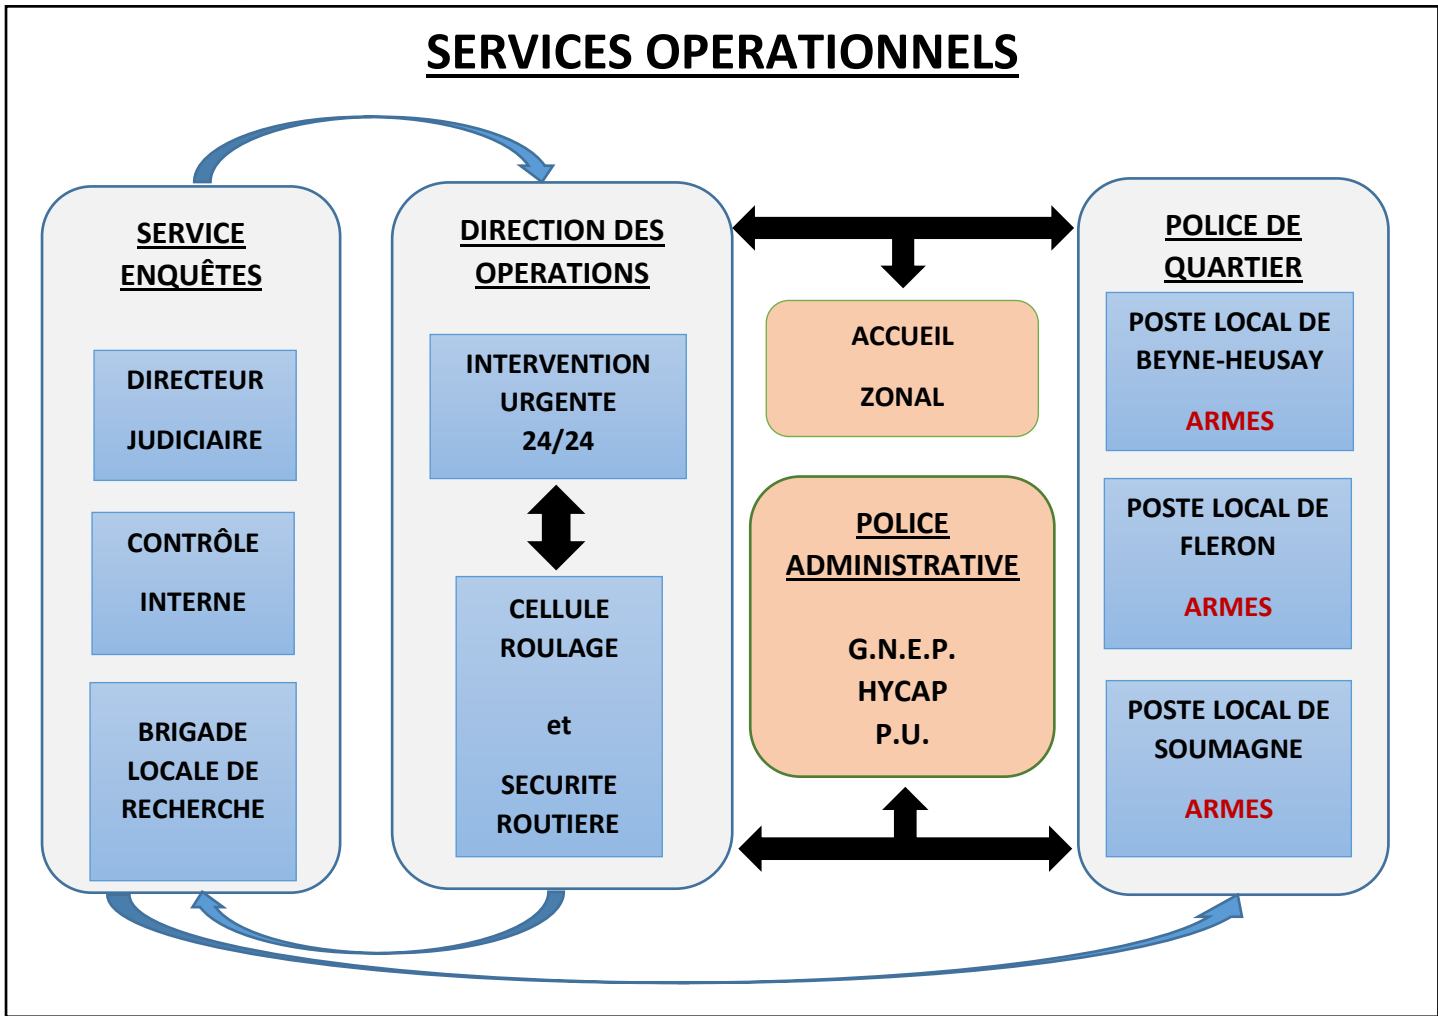 SERVICES OPERATIONNELS
SERVICE
ENQUÊTES
DIRECTEUR
JUDICIAIRE
CONTRÔLE
INTERNE
BRIGADE
LOCALE DE
RECHERCHE
DIRECTION DES
OPERATIONS
INTERVENTION
URGENTE
24/24
CELLULE
ROULAGE
et
SÉCURITE
ROUTIERE
ACCUEIL
ZONAL
POLICE
ADMINISTRATIVE
G.N.E.P.
HYCAP
P.U.
POLICE DE
QUARTIER
POSTE LOCAL DE
BEYNE-HEUSAY
ARMES
POSTE LOCAL DE
FLERON
ARMES
POSTE LOCAL DE
SOUMAGNE
ARMES